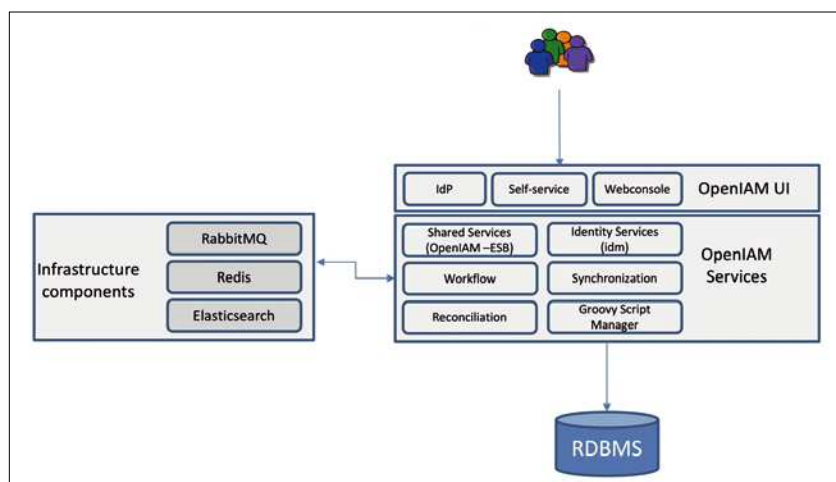 IdP
Self-service
Webconsole
OpenIAM UI
Shared Services
(OpenIAM –ESB)
Identity Services
(idm)
OpenIAM
Services
Workflow
Synchronization
Reconciliation
Groovy Script
Manager
Infrastructure
components
RabbitMQ
Redis
Elasticsearch
RDBMS